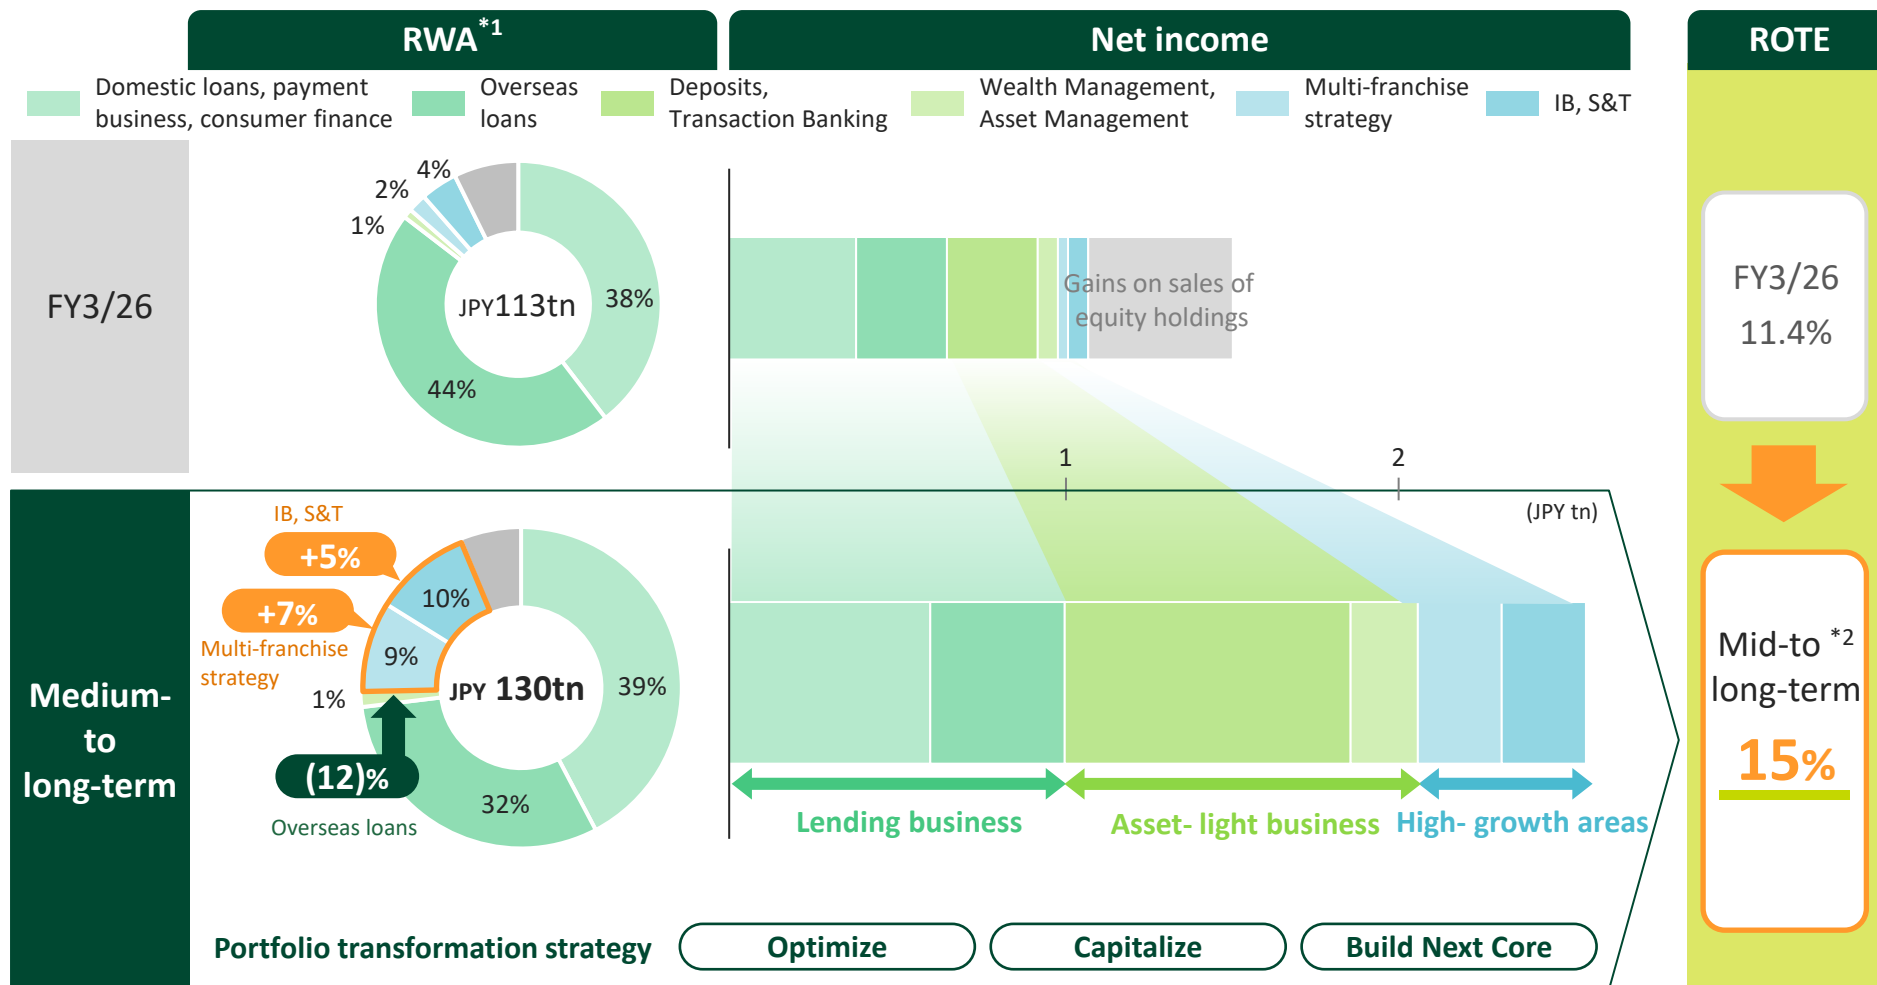 RWA*1
Net income
ROTE
Domestic loans, payment
business, consumer finance
Overseas
loans
Deposits,
Transaction Banking
Wealth Management,
Asset Management
Multi-franchise
strategy
IB, S&T
FY3/26
4%
2%
1%
JPY113tn
38%
44%
Gains on sales of
equity holdings
FY3/26
11.4%
1
2
(JPY tn)
Medium-
to
long-term
IB, S&T
+5%
+7%
Multi-franchise
strategy
10%
9%
1%
JPY 130tn
39%
(12)%
32%
Overseas loans
Lending business
Asset- light business
High- growth areas
Mid-to *2
long-term
15%
Portfolio transformation strategy
Optimize
Capitalize
Build Next Core